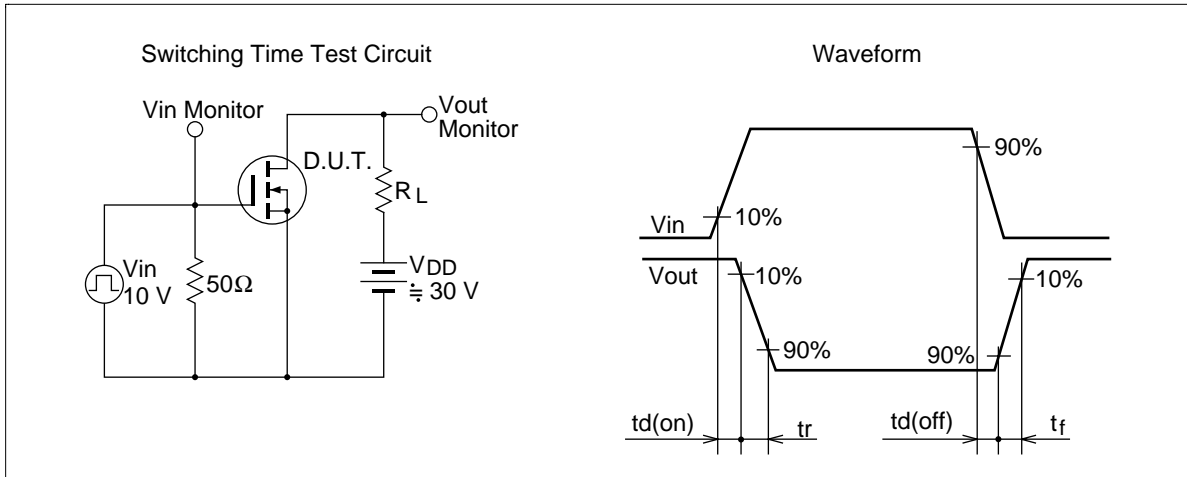 Switching Time Test Circuit
Vin Monitor
Vout
Monitor
D.U.T.
RL
Vin
10 V
50Ω
VDD
≒ 30 V
Waveform
90%
Vin
10%
Vout
10%
10%
90%
90%
td(on)
tr
td(off)
tf